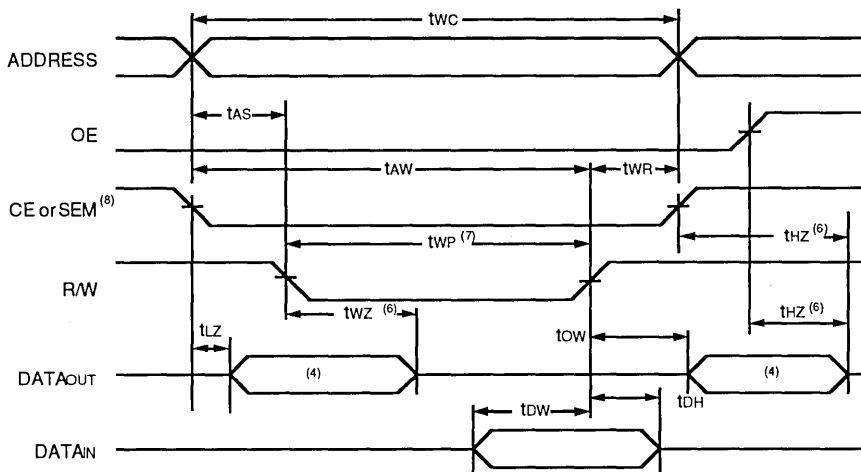 tWC
ADDRESS
tAS
OE
tAW
tWR
CE or SEM (8)
tWP (7)
tHZ (6)
R/W
tWZ (6)
tHZ (6)
tLZ
tOW
DATAOUT
(4)
(4)
tDH
tDW
DATAIN